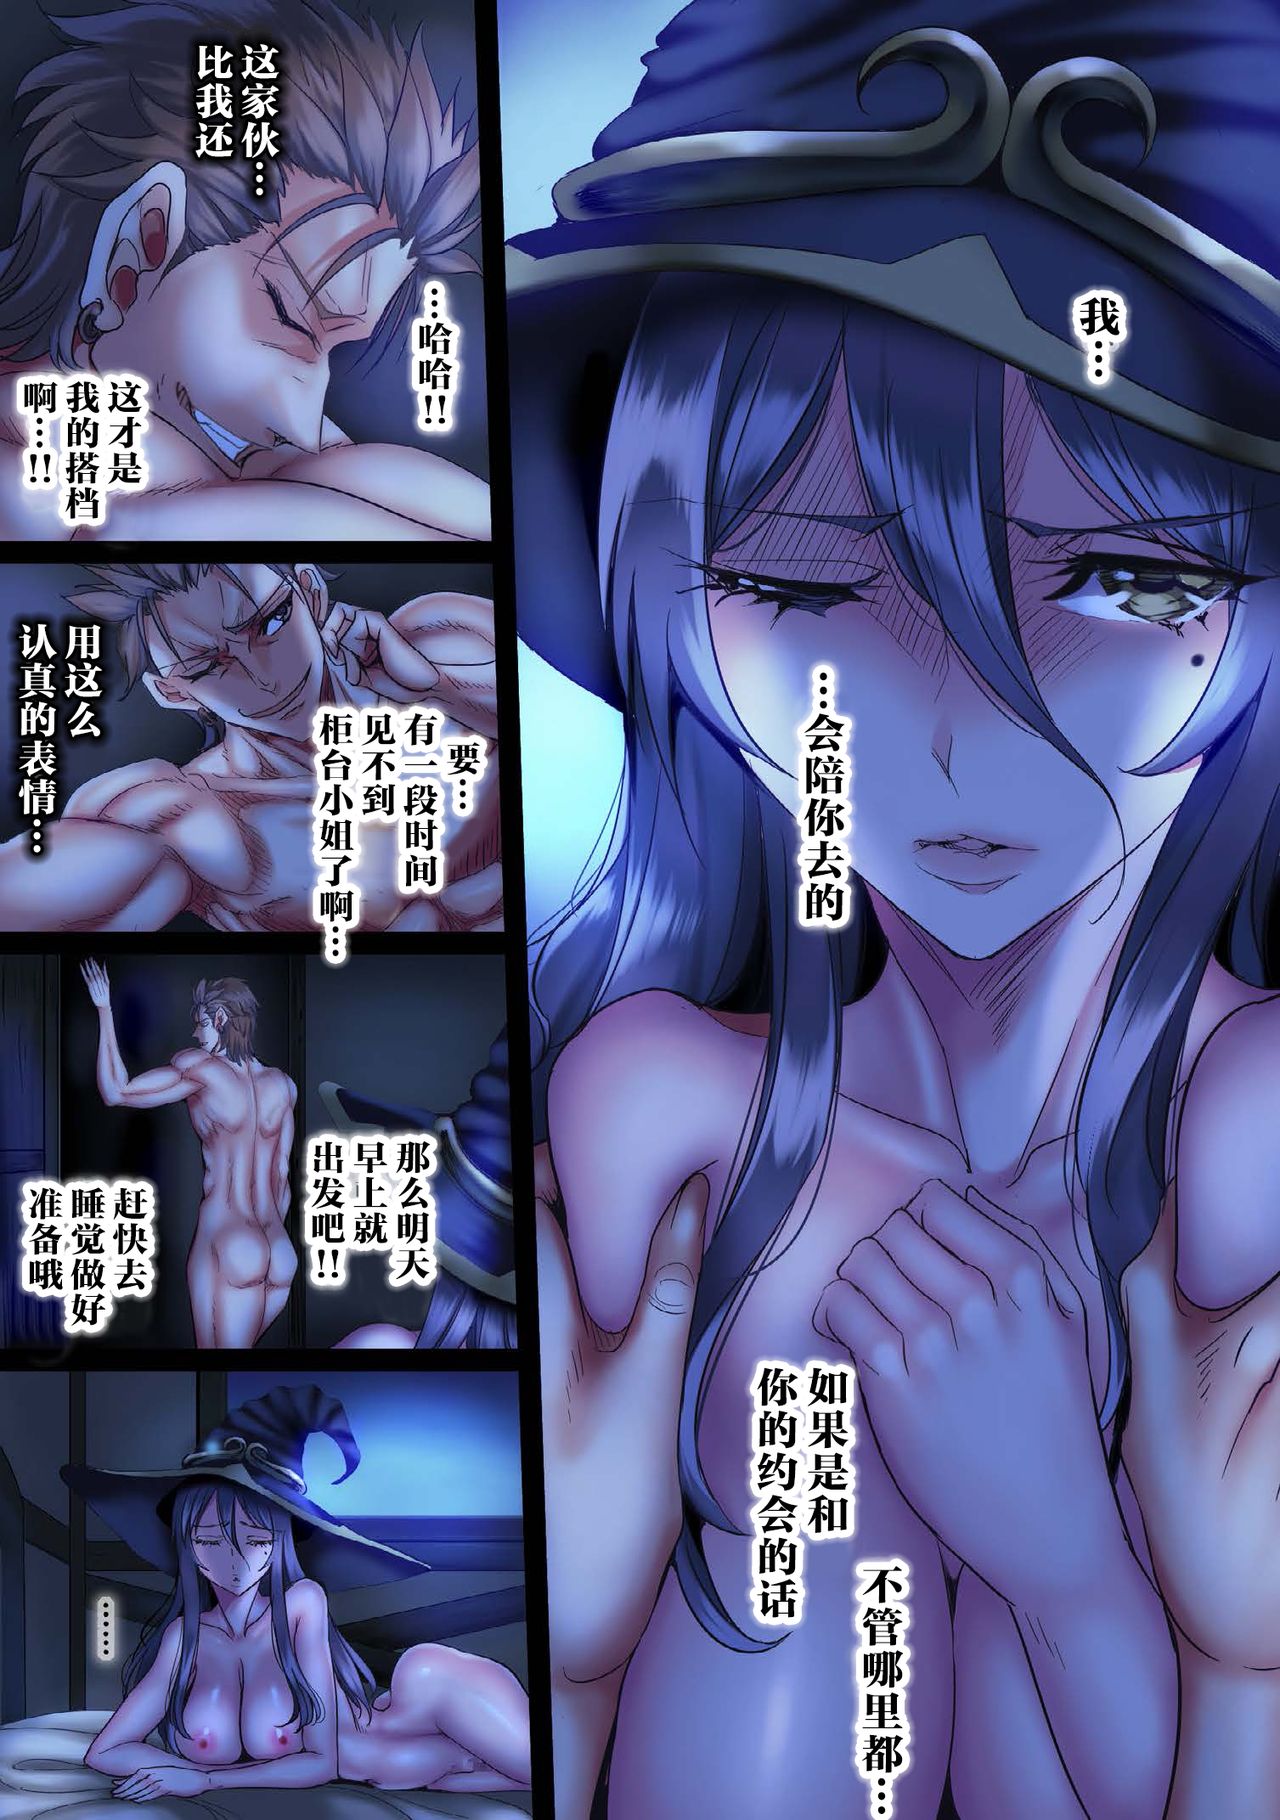 我…
…会陪你去的
如果是和
你的约会的话
不管哪里都…
这家伙…
比我还
…哈哈!!
这才是
我的搭档
啊…!!
要…
有一段时间
见不到
柜台小姐了啊…
用这么
认真的表情…
那么明天
早上就
出发吧!!
赶快去
睡觉做好
准备哦
……